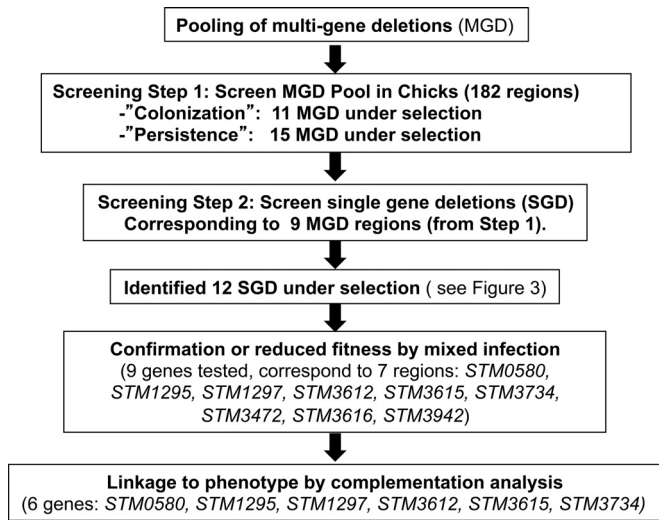 Pooling of multi-gene deletions (MGD)
Screening Step 1: Screen MGD Pool in Chicks (182 regions)
-”Colonization”: 11 MGD under selection
-”Persistence”: 15 MGD under selection
Screening Step 2: Screen single gene deletions (SGD)
Corresponding to 9 MGD regions (from Step 1).
Identified 12 SGD under selection ( see Figure 3)
Confirmation or reduced fitness by mixed infection
(9 genes tested, correspond to 7 regions: STM0580,
STM1295, STM1297, STM3612, STM3615, STM3734,
STM3472, STM3616, STM3942)
Linkage to phenotype by complementation analysis
(6 genes: STM0580, STM1295, STM1297, STM3612, STM3615, STM3734)